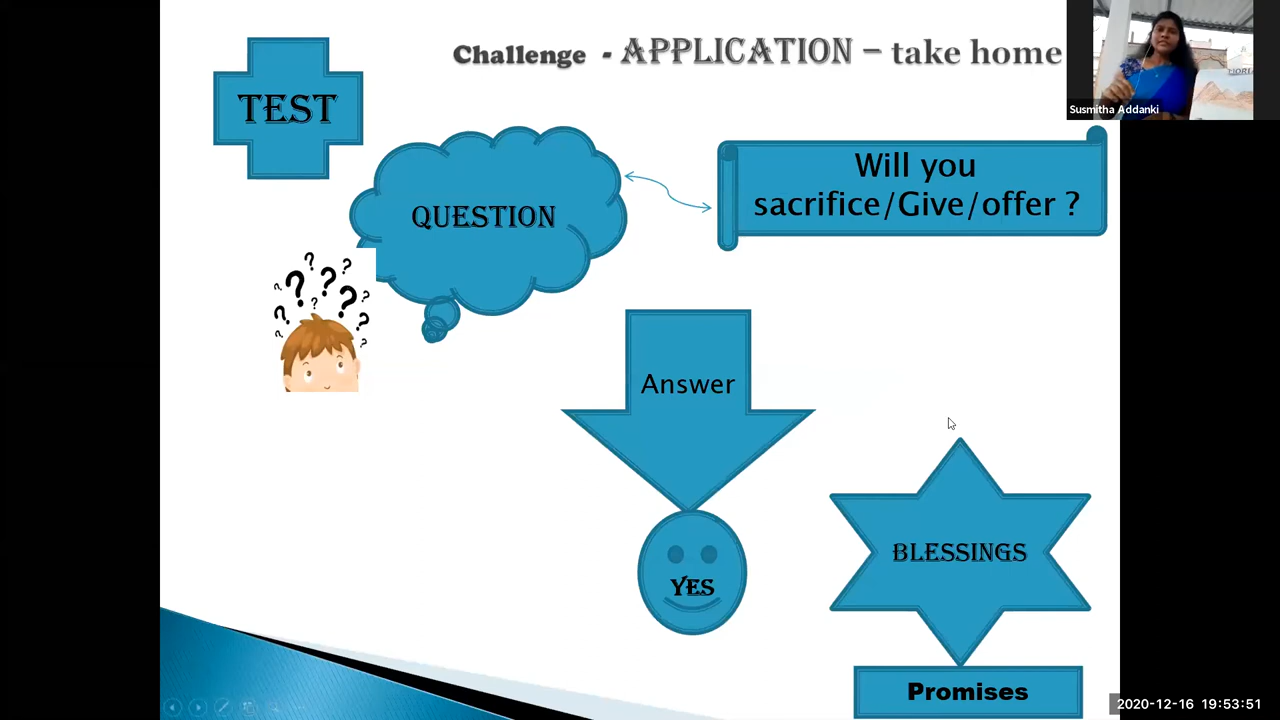 Challenge - APPLICATION – take home
Susmitha Addanki
TEST
QUESTION
Will you
sacrifice/Give/offer ?
Answer
YES
BLESSINGS
Promises
2020-12-16 19:53:51